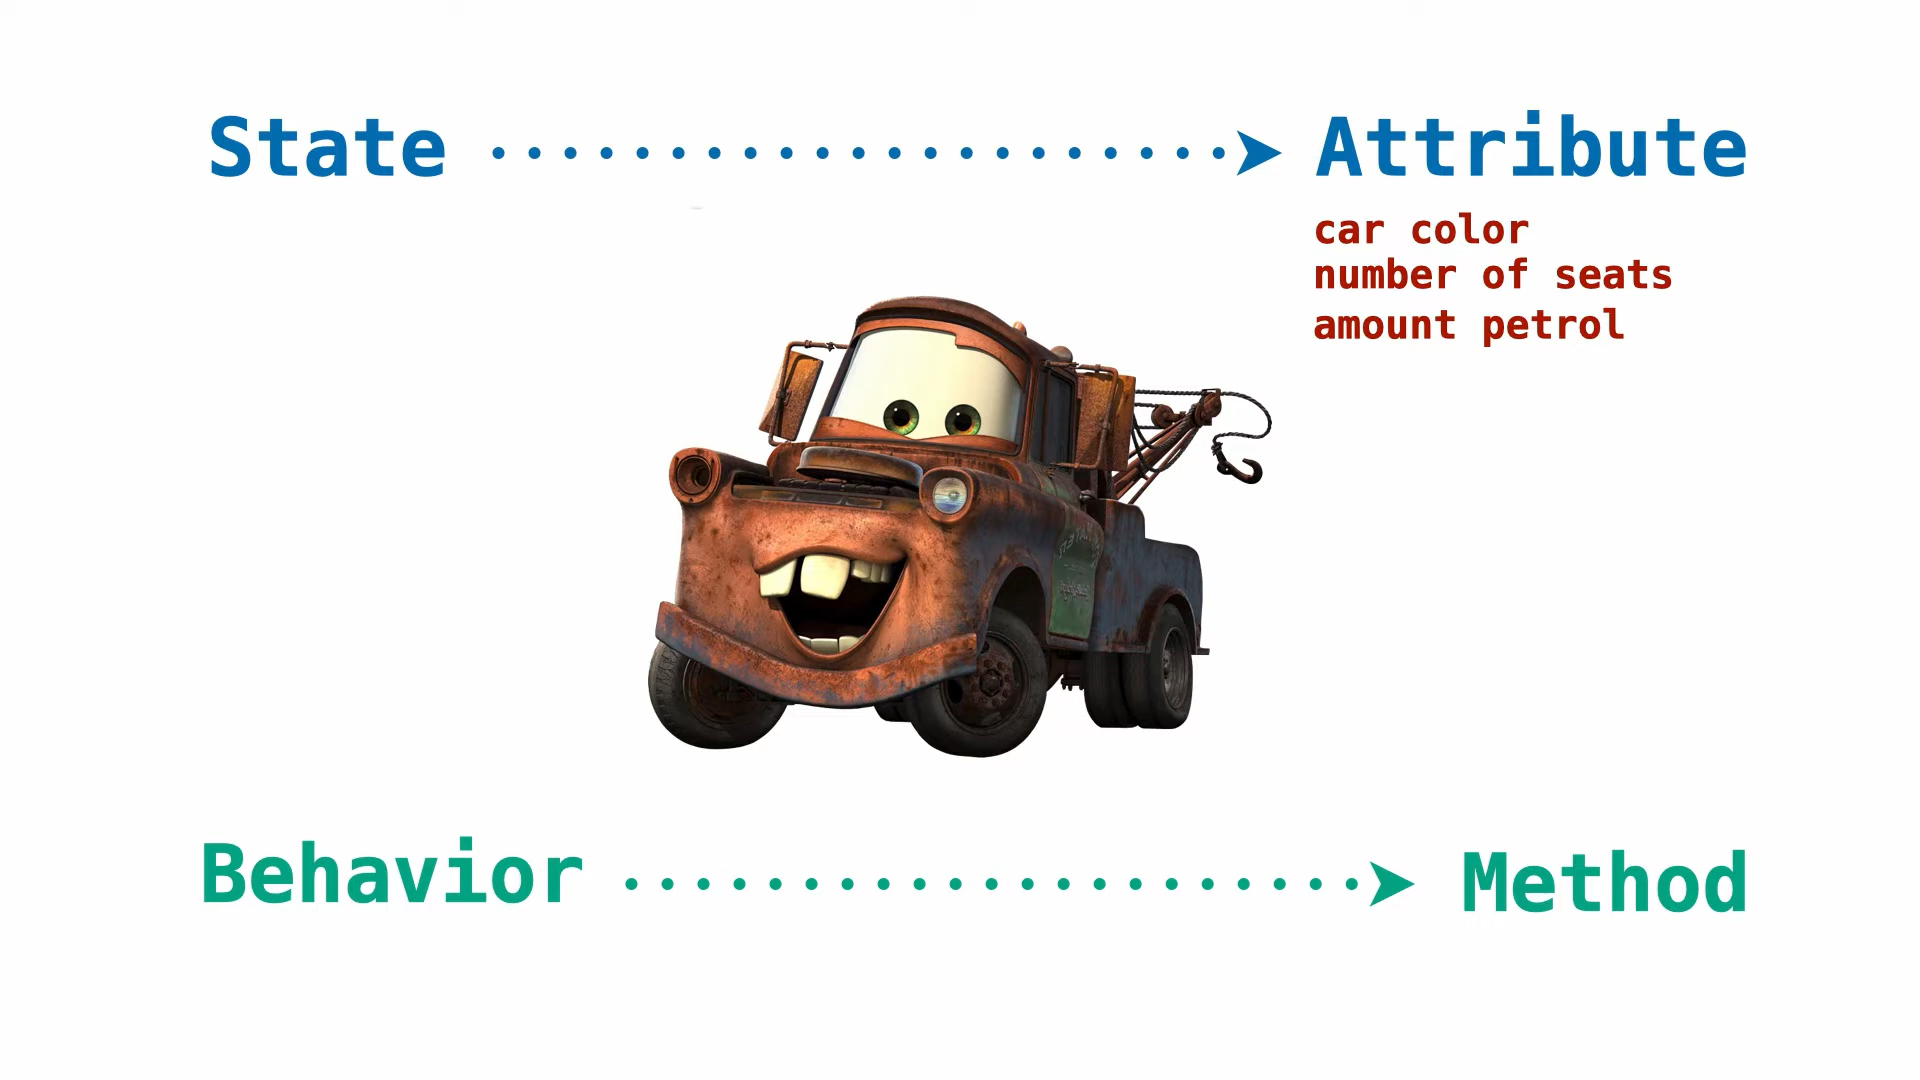 State
Attribute
car color
number of seats
amount petrol
Behavior
Method